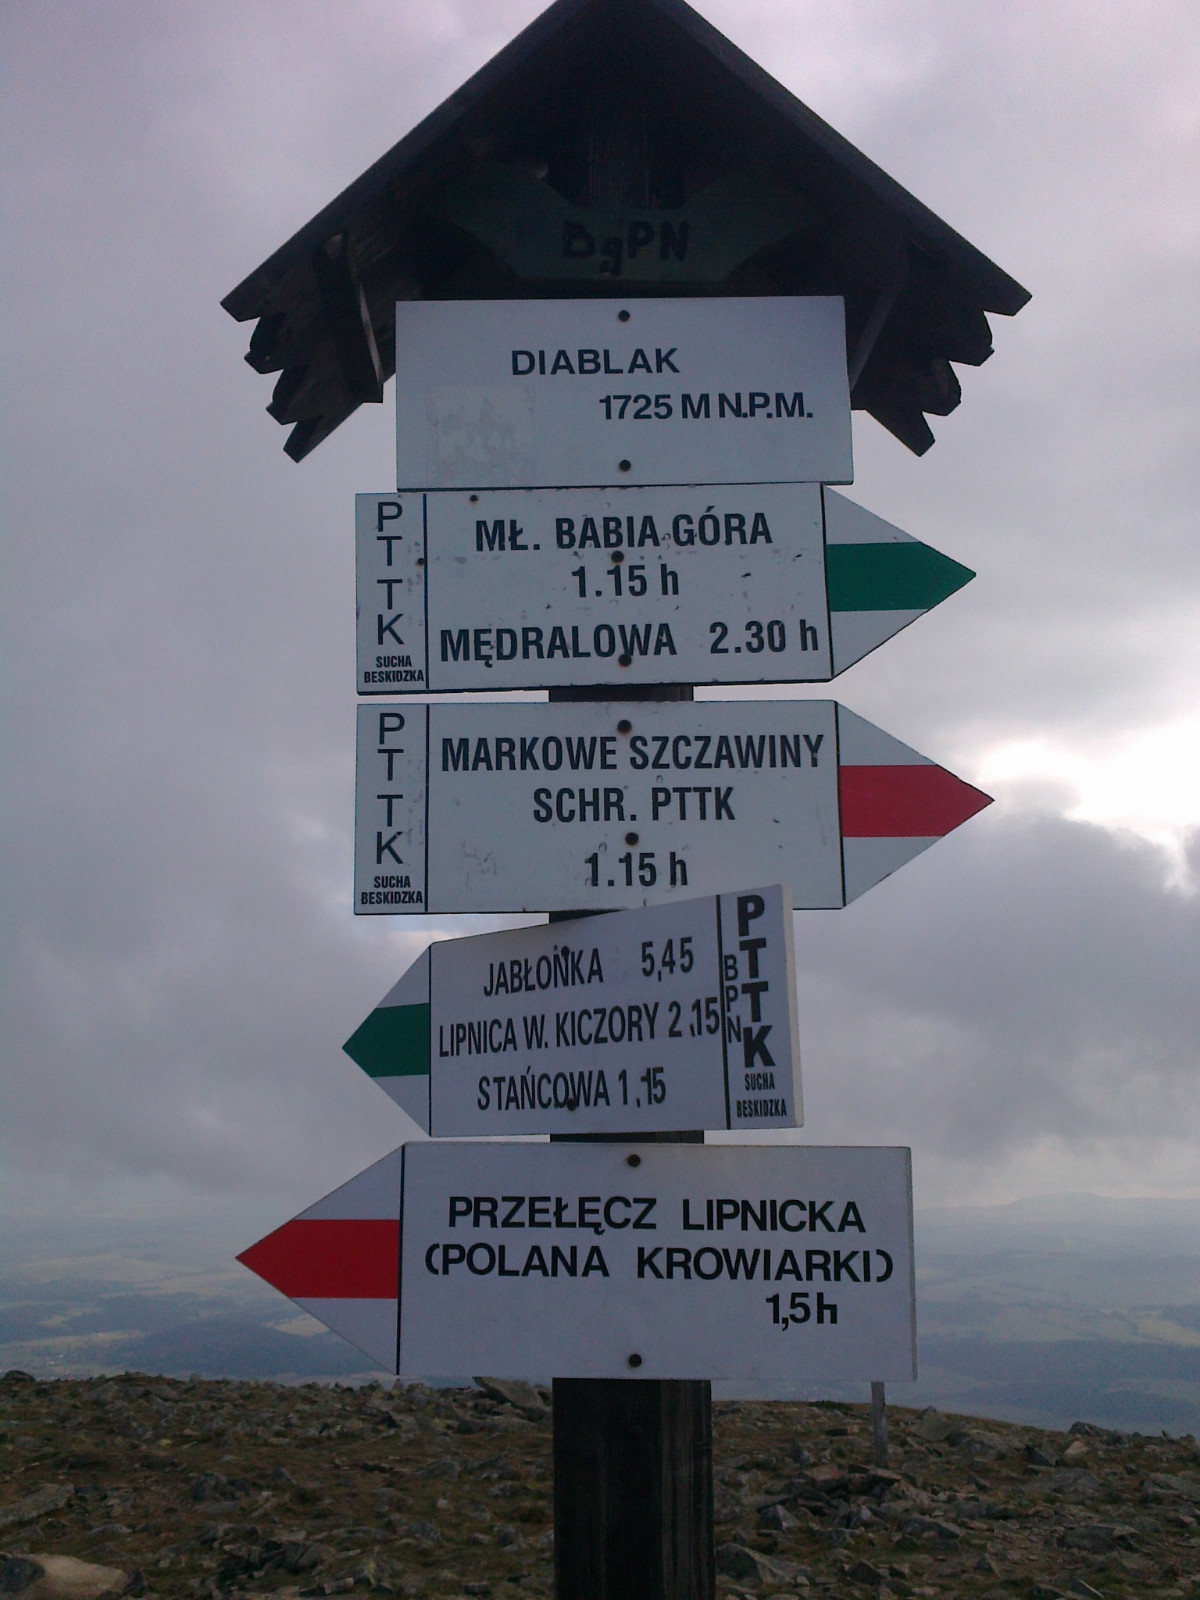 BgPN
DIABLAK
1725 M N.P.M.
PTTK
SUCHA
BESKIDZKA
MŁ. BABIA GÓRA
1.15 h
MĘDRALOWA 2.30 h
PTTK
SUCHA
BESKIDZKA
MARKOWE SZCZAWINY
SCHR. PTTK
1.15 h
JABŁONKA 5,45
LIPNICA W. KICZORY 2,15
STAŃCOWA 1,15
BPN
PTTK
SUCHA
BESKIDZKA
PRZEŁĘCZ LIPNICKA
(POLANA KROWIARKI)
1,5h